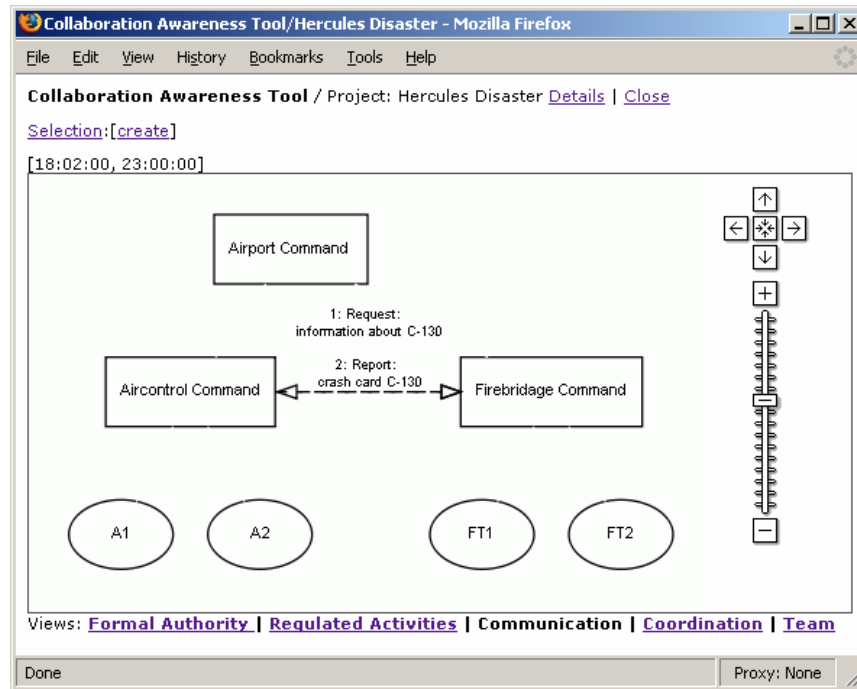 Collaboration Awareness Tool/Hercules Disaster - Mozilla Firefox
File Edit View History Bookmarks Tools Help
Collaboration Awareness Tool / Project: Hercules Disaster Details | Close
Selection:[create]
[18:02:00, 23:00:00]
Airport Command
1: Request:
information about C-130
2: Report:
crash card C-130
Aircontrol Command
Firebridage Command
A1
A2
FT1
FT2
Views: Formal Authority | Regulated Activities | Communication | Coordination | Team
Done
Proxy: None